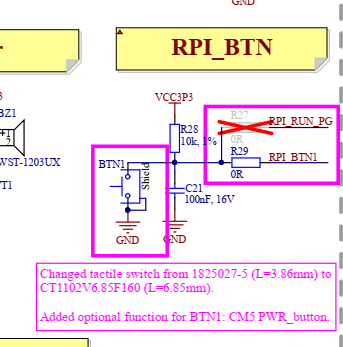 GND
RPI_BTN
VCC3P3
BZ1
R27
RPI_RUN_PG
R28
10k, 1%
0R
R29
RPI_BTN1
WST-1203UX
BTN1
Shield
0R
T1
C21
100nF, 16V
GND
GND
Changed tactile switch from 1825027-5 (L=3.86mm) to
CT1102V6.85F160 (L=6.85mm).
Added optional function for BTN1: CM5 PWR_button.